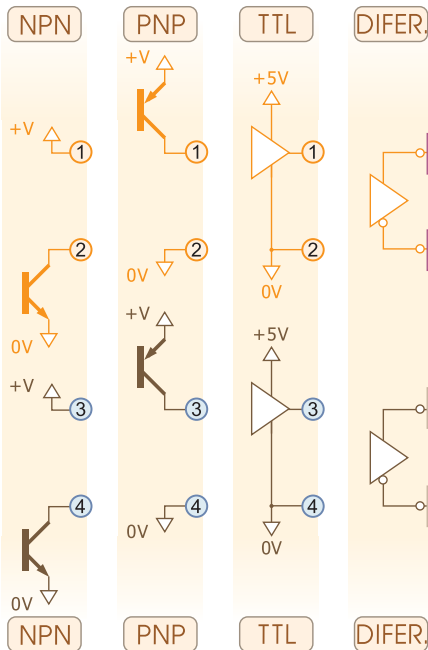 NPN PNP TTL DIFER.
+V
+5V
+V 1 1 1
2 2 2
0V
0V
0V
+V
+5V
+V 3 3 3
4 4 4
0V
0V
0V
NPN PNP TTL DIFER.